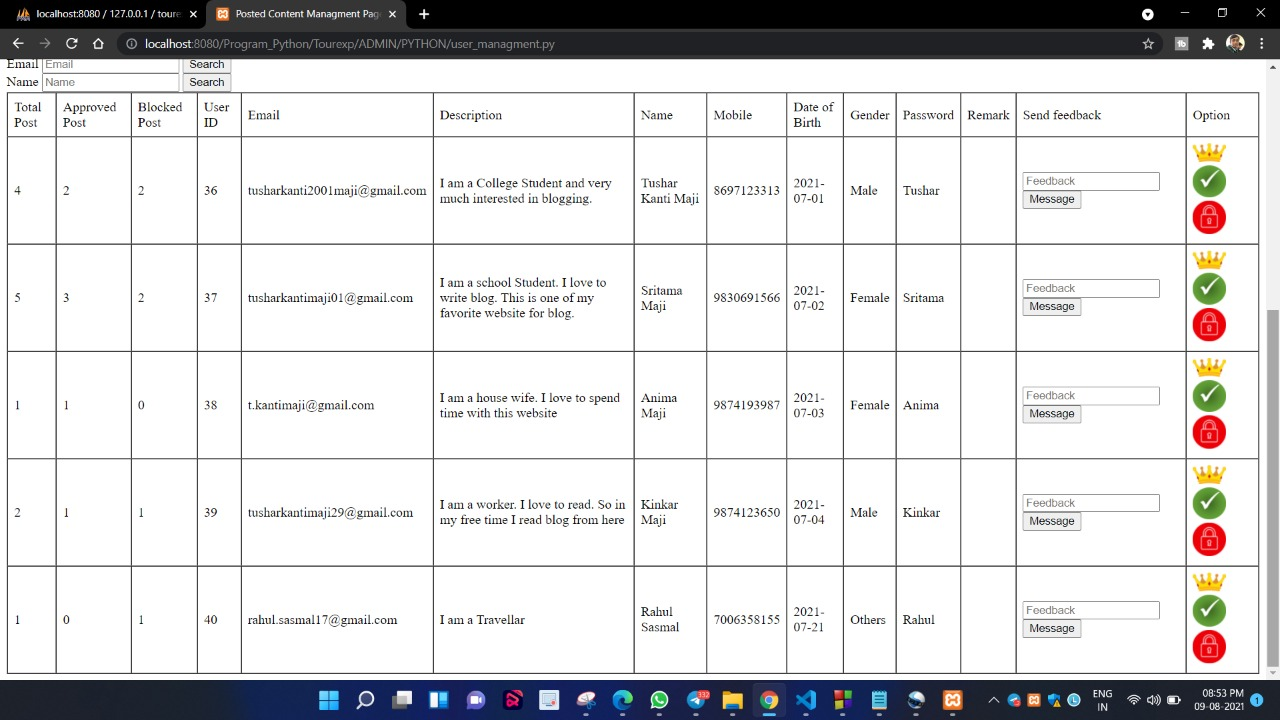 localhost:8080 / 127.0.0.1 / toure
Posted Content Managment Pag
localhost:8080/Program_Python/Tourexp/ADMIN/PYTHON/user_managment.py
Email Email Search
Name Name Search
Total Post Approved Post Blocked Post User ID Email Description Name Mobile Date of Birth Gender Password Remark Send feedback Option
4 2 2 36 tusharkanti2001maji@gmail.com I am a College Student and very much interested in blogging. Tushar Kanti Maji 8697123313 2021-07-01 Male Tushar Feedback Message
5 3 2 37 tusharkantimaji01@gmail.com I am a school Student. I love to write blog. This is one of my favorite website for blog. Sritama Maji 9830691566 2021-07-02 Female Sritama Feedback Message
1 1 0 38 t.kantimaji@gmail.com I am a house wife. I love to spend time with this website Anima Maji 9874193987 2021-07-03 Female Anima Feedback Message
2 1 1 39 tusharkantimaji29@gmail.com I am a worker. I love to read. So in my free time I read blog from here Kinkar Maji 9874123650 2021-07-04 Male Kinkar Feedback Message
1 0 1 40 rahul.sasmal17@gmail.com I am a Travellar Rahul Sasmal 7006358155 2021-07-21 Others Rahul Feedback Message
332
ENG
IN
08:53 PM
09-08-2021
1